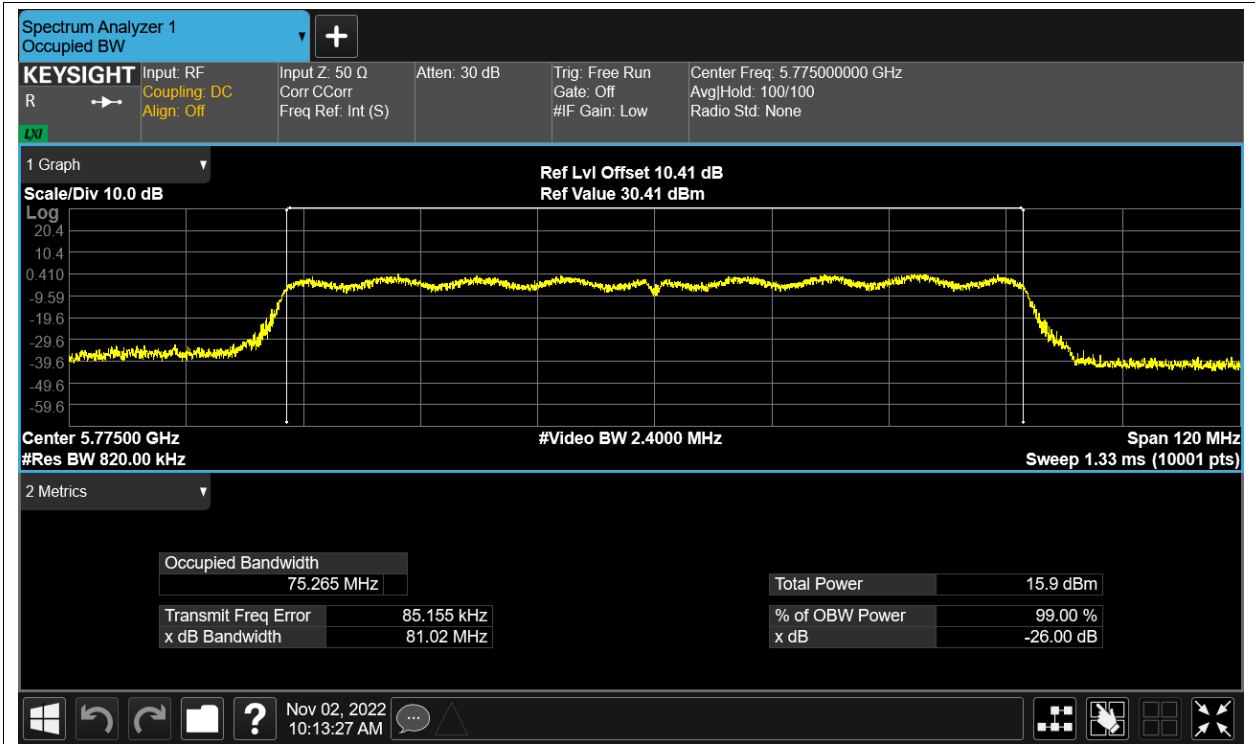 Spectrum Analyzer 1
Occupied BW
KEYSIGHT
R
LXI
Input: RF
Coupling: DC
Align: Off
Input Z: 50 Ω
Corr CCorr
Freq Ref: Int (S)
Atten: 30 dB
Trig: Free Run
Gate: Off
#IF Gain: Low
Center Freq: 5.775000000 GHz
Avg|Hold: 100/100
Radio Std: None
1 Graph
Scale/Div 10.0 dB
Ref Lvl Offset 10.41 dB
Ref Value 30.41 dBm
Log
20.4
10.4
0.410
-9.59
-19.6
-29.6
-39.6
-49.6
-59.6
Center 5.77500 GHz
#Video BW 2.4000 MHz
Span 120 MHz
#Res BW 820.00 kHz
Sweep 1.33 ms (10001 pts)
2 Metrics
Occupied Bandwidth
75.265 MHz
Transmit Freq Error 85.155 kHz
x dB Bandwidth 81.02 MHz
Total Power 15.9 dBm
% of OBW Power 99.00 %
x dB -26.00 dB
?
Nov 02, 2022
10:13:27 AM